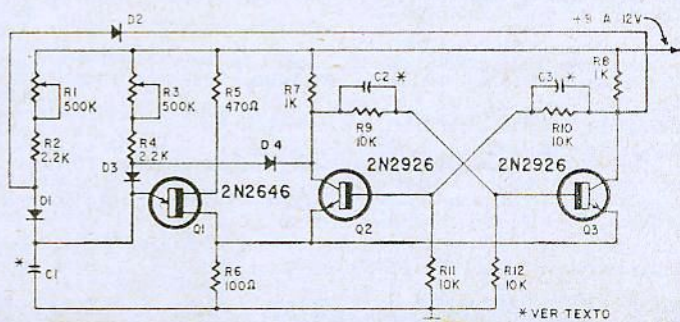 D2
+9 A 12V
R1
500K
R3
500K
R5
470Ω
R7
1K
C2 *
R9
10K
C3 *
R10
10K
R8
1K
R2
2.2K
R4
2.2K
D3
D4
2N2646
2N2926
2N2926
D1
Q1
Q2
Q3
* C1
R6
100Ω
R11
10K
R12
10K
* VER TEXTO